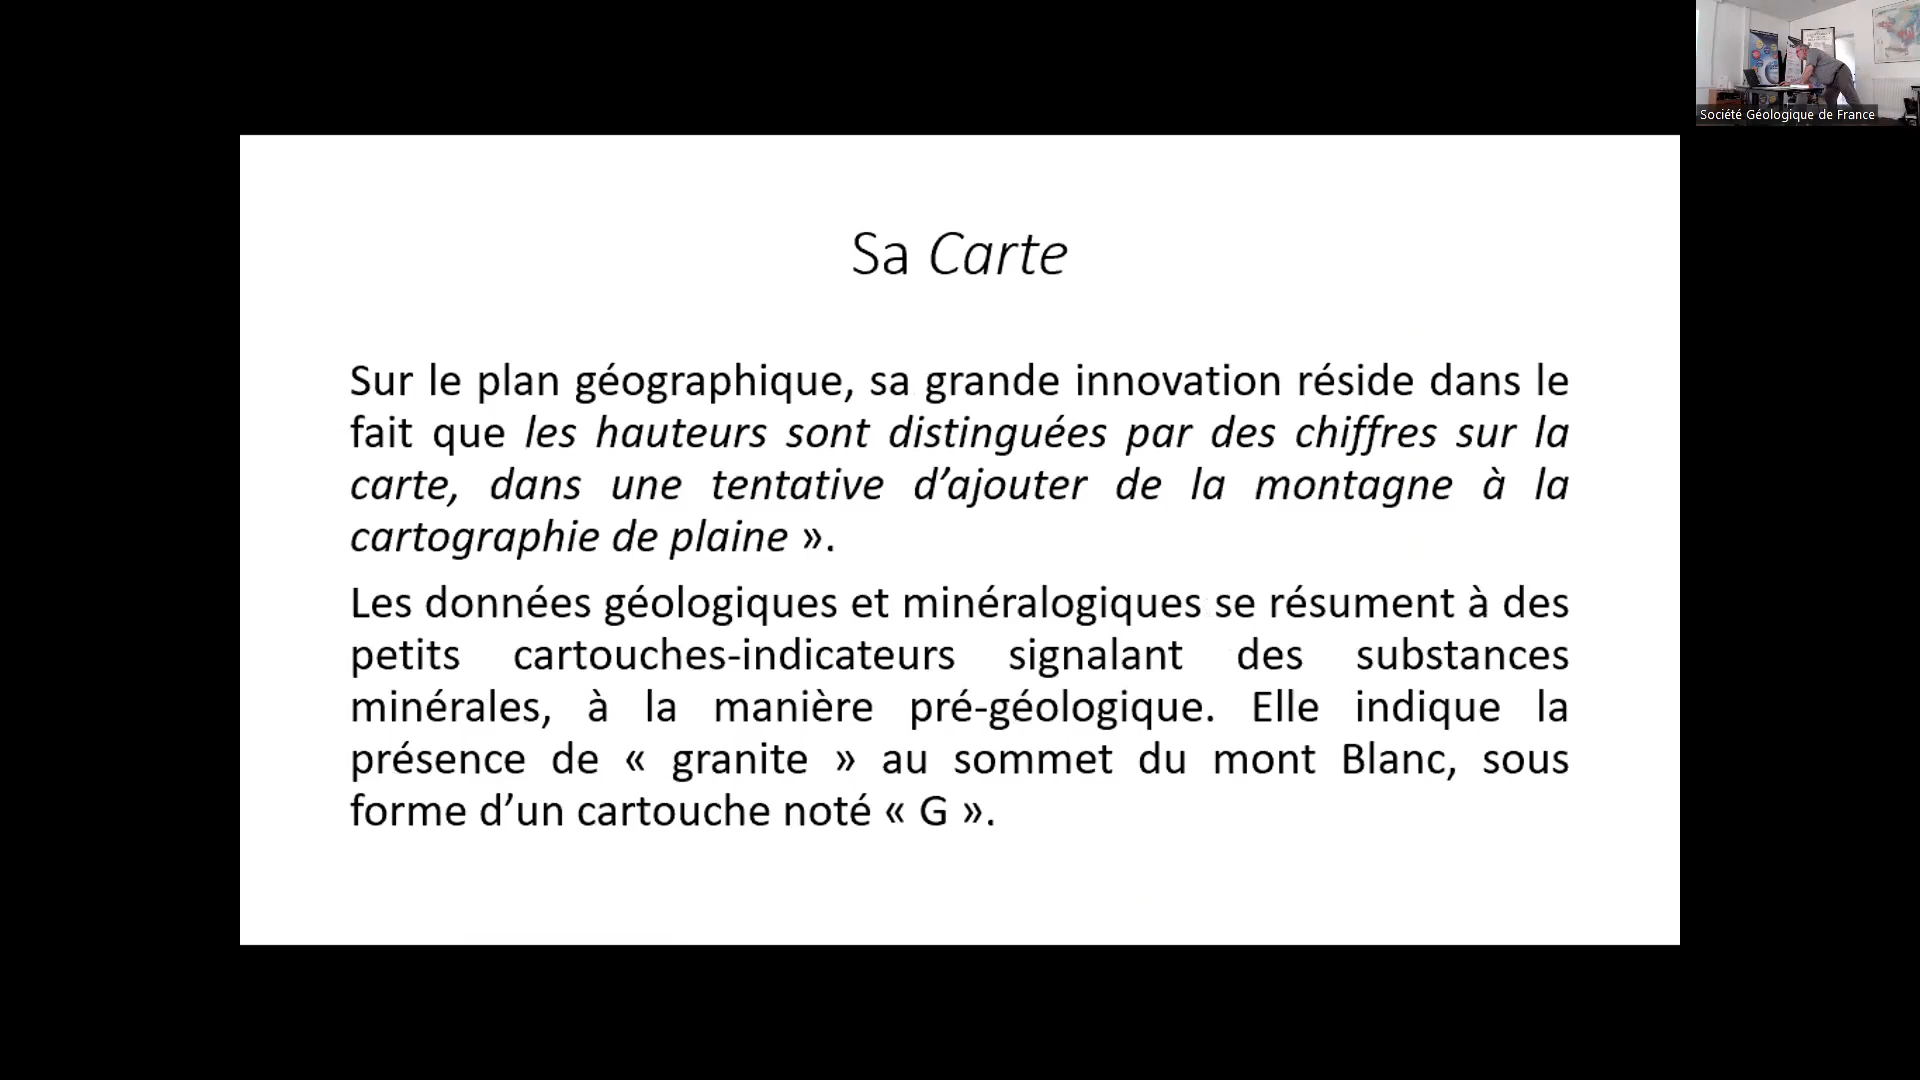 Société Géologique de France
Sa Carte
Sur le plan géographique, sa grande innovation réside dans le
fait que les hauteurs sont distinguées par des chiffres sur la
carte, dans une tentative d’ajouter de la montagne à la
cartographie de plaine ».
Les données géologiques et minéralogiques se résument à des
petits cartouches-indicateurs signalant des substances
minérales, à la manière pré-géologique. Elle indique la
présence de « granite » au sommet du mont Blanc, sous
forme d’un cartouche noté « G ».